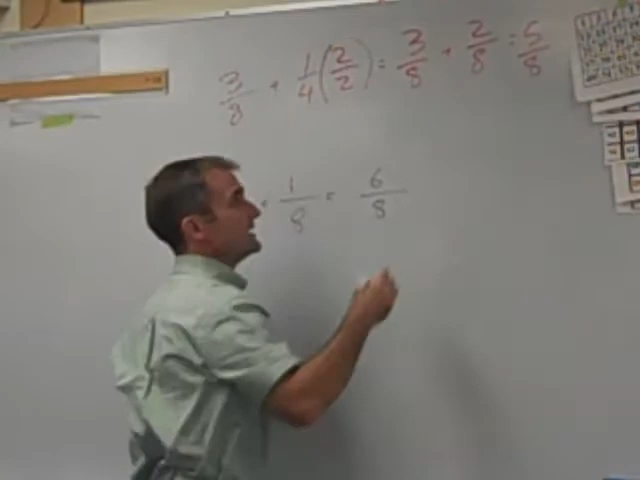 3/8 + 1/4 (2/2) = 3/8 + 2/8 = 5/8
1/8 = 6/8